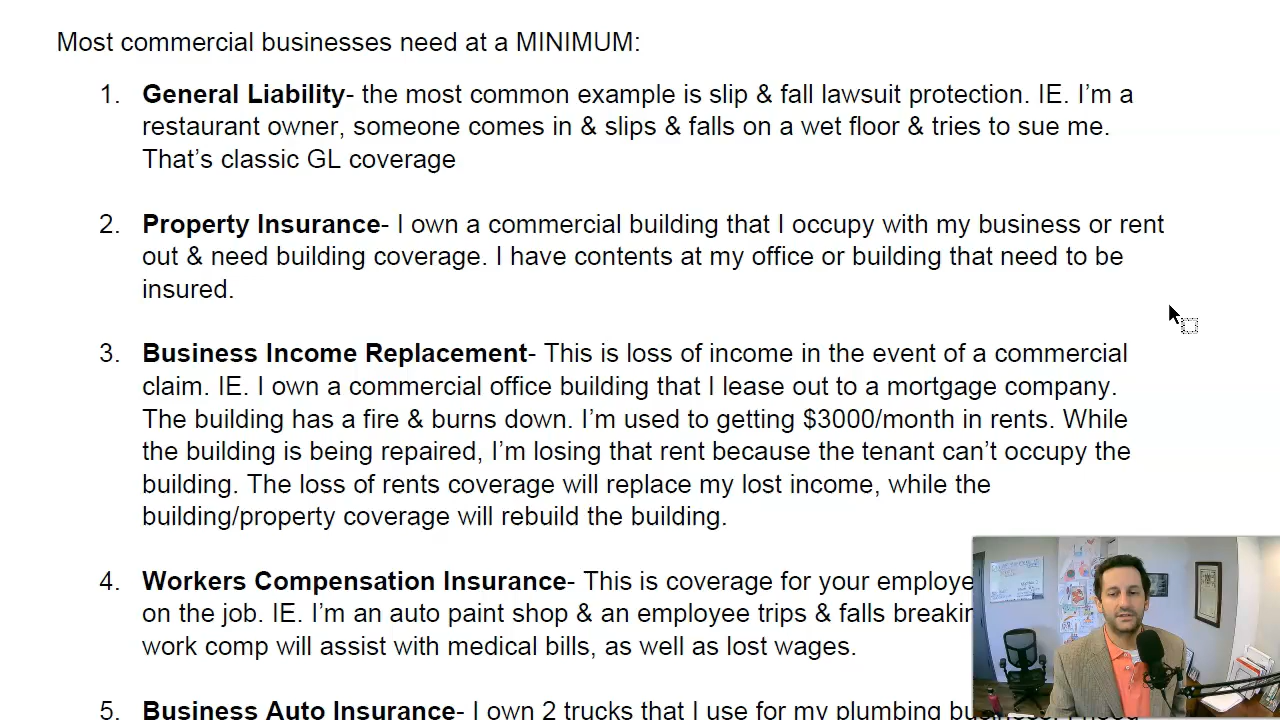 Most commercial businesses need at a MINIMUM:
1. General Liability- the most common example is slip & fall lawsuit protection. IE. I’m a
restaurant owner, someone comes in & slips & falls on a wet floor & tries to sue me.
That’s classic GL coverage
2. Property Insurance- I own a commercial building that I occupy with my business or rent
out & need building coverage. I have contents at my office or building that need to be
insured.
3. Business Income Replacement- This is loss of income in the event of a commercial
claim. IE. I own a commercial office building that I lease out to a mortgage company.
The building has a fire & burns down. I’m used to getting $3000/month in rents. While
the building is being repaired, I’m losing that rent because the tenant can’t occupy the
building. The loss of rents coverage will replace my lost income, while the
building/property coverage will rebuild the building.
4. Workers Compensation Insurance- This is coverage for your employe
on the job. IE. I’m an auto paint shop & an employee trips & falls breakin
work comp will assist with medical bills, as well as lost wages.
5. Business Auto Insurance- I own 2 trucks that I use for my plumbing business.